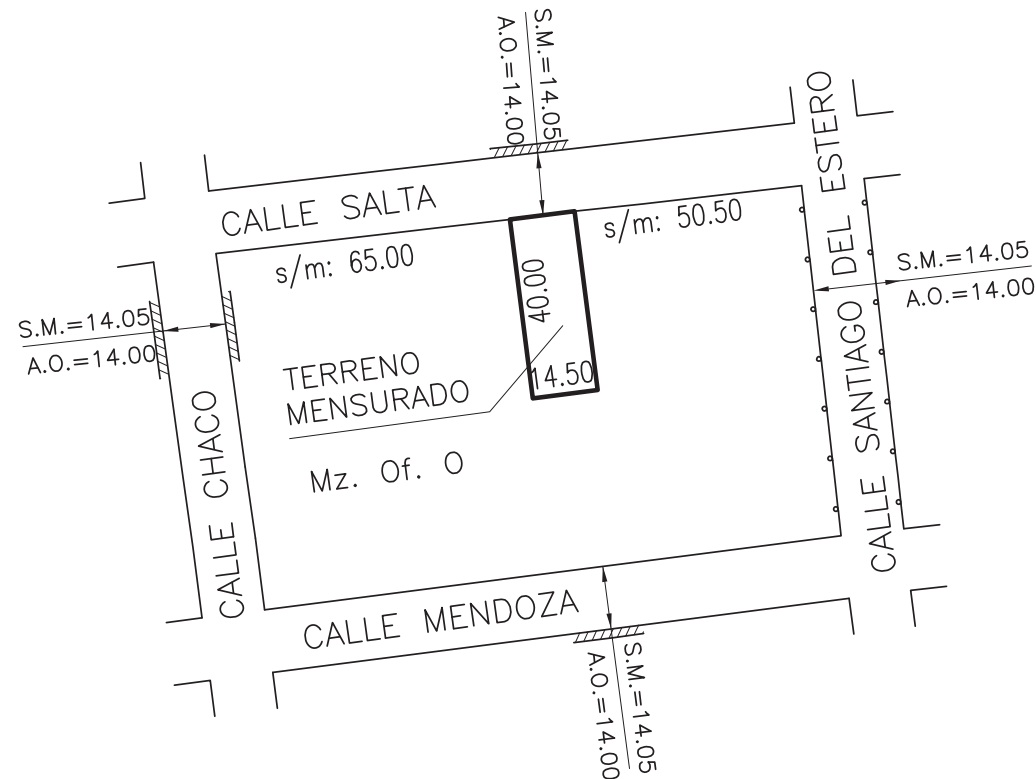 S.M.=14.05
A.O.=14.00
CALLE SALTA
s/m: 65.00
s/m: 50.50
CALLE SANTIAGO DEL ESTERO
S.M.=14.05
A.O.=14.00
S.M.=14.05
A.O.=14.00
40.00
14.50
TERRENO
MENSURADO
Mz. Of. O
CALLE CHACO
CALLE MENDOZA
S.M.=14.05
A.O.=14.00